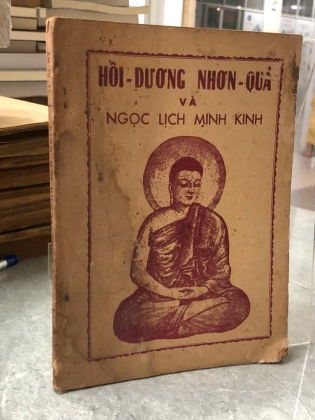 HỒI-DƯƠNG NHƠN-QUẢ
VÀ
NGỌC LỊCH MINH KINH